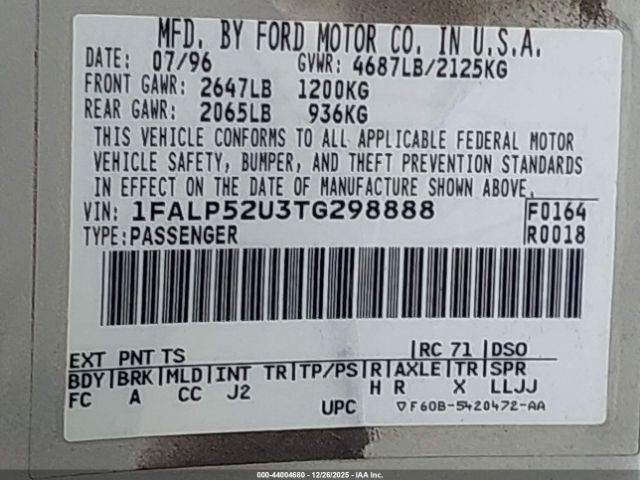 MFD. BY FORD MOTOR CO. IN U.S.A.
DATE: 07/96 GVWR: 4687LB/2125KG
FRONT GAWR: 2647LB 1200KG
REAR GAWR: 2065LB 936KG
THIS VEHICLE CONFORMS TO ALL APPLICABLE FEDERAL MOTOR
VEHICLE SAFETY, BUMPER, AND THEFT PREVENTION STANDARDS
IN EFFECT ON THE DATE OF MANUFACTURE SHOWN ABOVE.
VIN: 1FALP52U3TG298888 F0164
TYPE: PASSENGER R0018
EXT PNT TS RC 71 DSO
BDY BRK MLD INT TR TP/PS R AXLE TR SPR
FC A CC J2 H R X LLJJ
UPC ▽F60B-5420472-AA
000-44004680 - 12/26/2025 - IAA Inc.